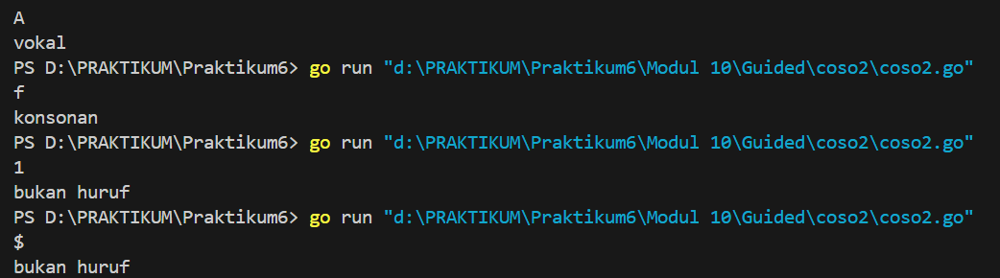 A
vokal
PS D:\PRAKTIKUM\Praktikum6> go run "d:\PRAKTIKUM\Praktikum6\Modul 10\Guided\coso2\coso2.go"
f
konsonan
PS D:\PRAKTIKUM\Praktikum6> go run "d:\PRAKTIKUM\Praktikum6\Modul 10\Guided\coso2\coso2.go"
1
bukan huruf
PS D:\PRAKTIKUM\Praktikum6> go run "d:\PRAKTIKUM\Praktikum6\Modul 10\Guided\coso2\coso2.go"
$
bukan huruf